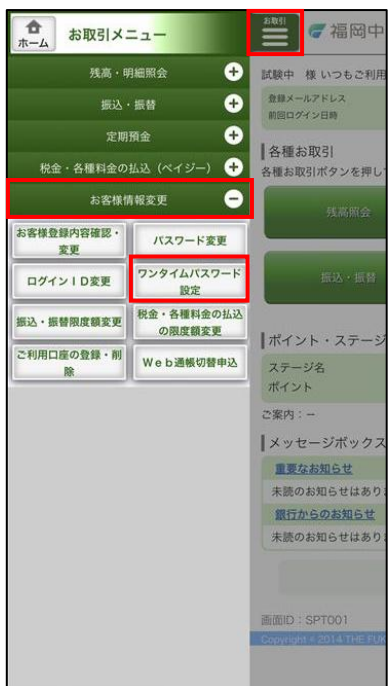 ホーム
お取引メニュー
お取引
福岡中
残高・明細照会
振込・振替
定期預金
税金・各種料金の払込（ペイジー）
お客様情報変更
お客様登録内容確認・
変更
パスワード変更
ログインＩＤ変更
ワンタイムパスワード
設定
振込・振替限度額変更
税金・各種料金の払込
の限度額変更
ご利用口座の登録・削
除
Ｗｅｂ通帳切替申込
試験中 様 いつもご利用
登録メールアドレス
前回ログイン日時
各種お取引
各種お取引ボタンを押し
残高照会
振込・振替
ポイント・ステージ
ステージ名
ポイント
ご案内：－
メッセージボックス
重要なお知らせ
未読のお知らせはあり
銀行からのお知らせ
未読のお知らせはあり
画面ID：SPT001
Copyright © 2014 THE FUK